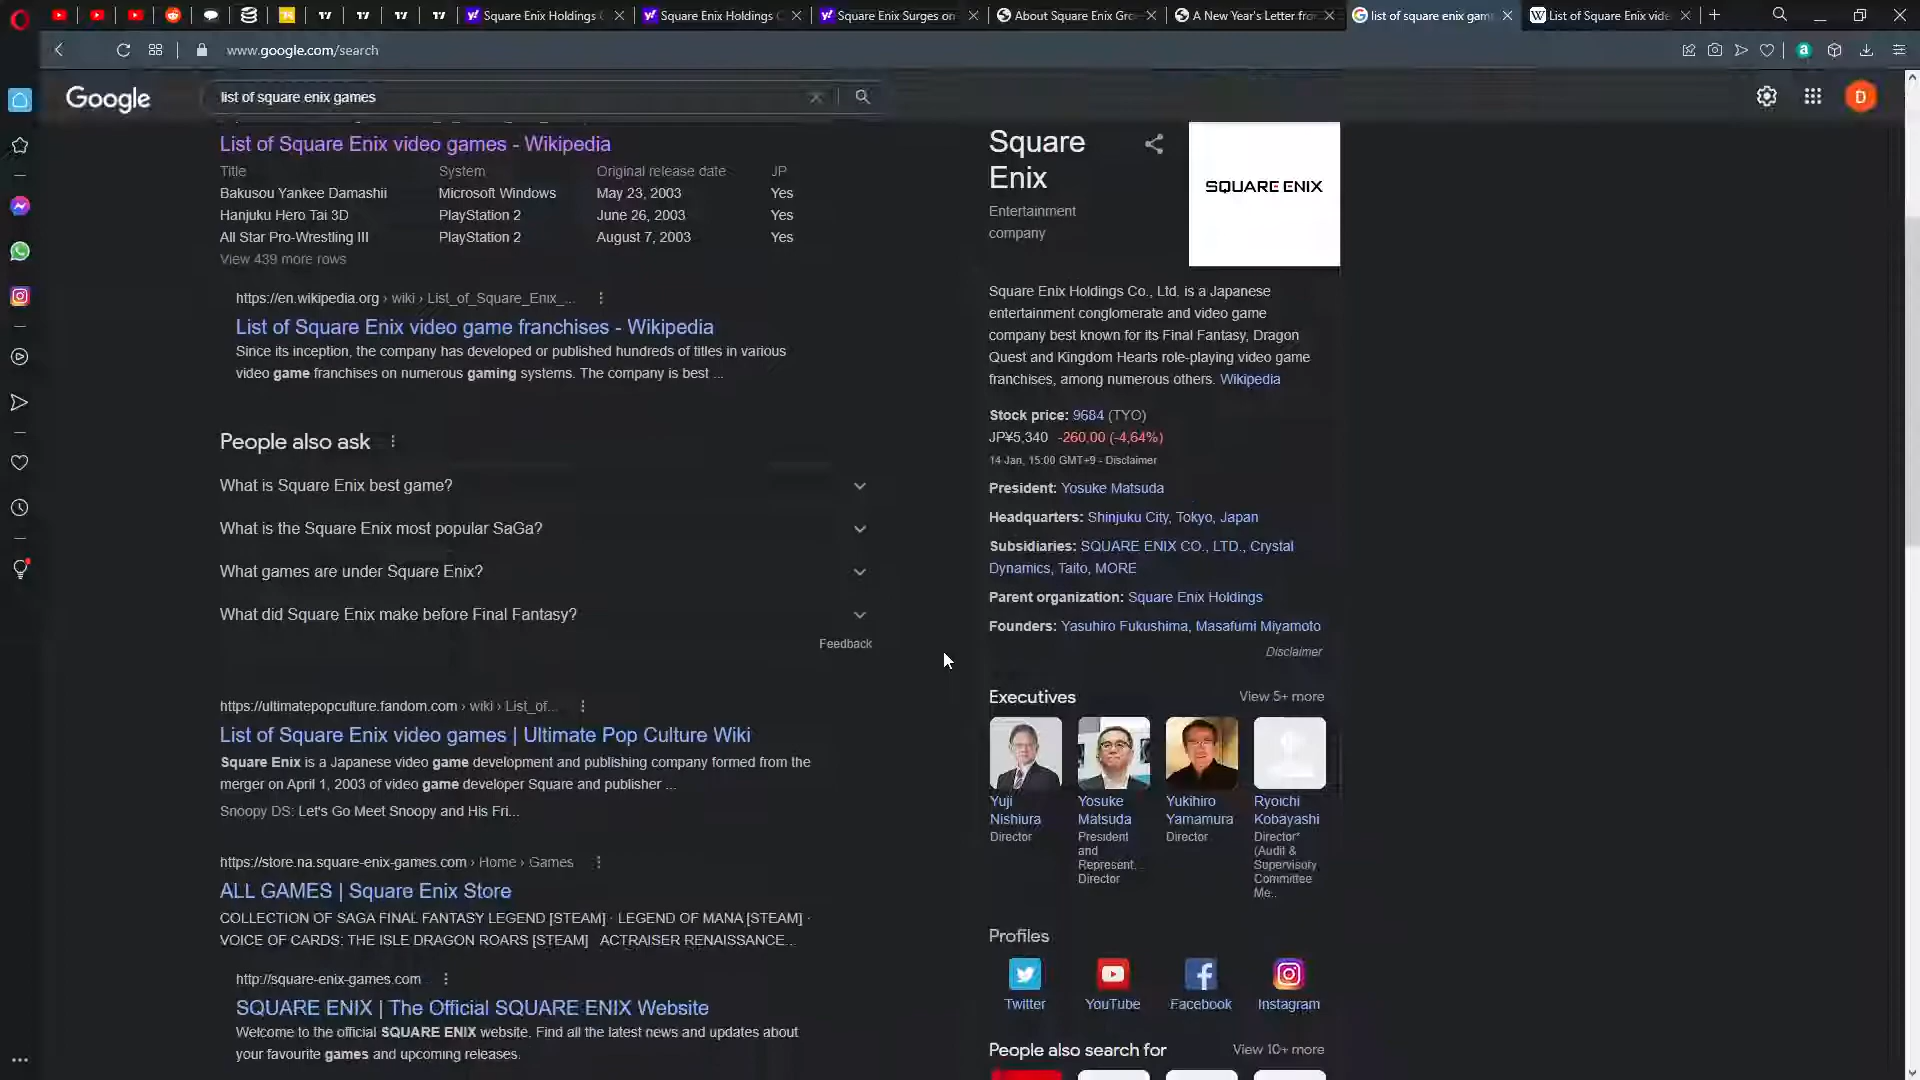 Square Enix Holdings C
Square Enix Holdings C
Square Enix Surges on
About Square Enix Gro
A New Year's Letter fro
list of square enix gam
List of Square Enix vide
www.google.com/search
Google
list of square enix games
D
List of Square Enix video games - Wikipedia
Title System Original release date JP
Bakusou Yankee Damashii Microsoft Windows May 23, 2003 Yes
Hanjuku Hero Tai 3D PlayStation 2 June 26, 2003 Yes
All Star Pro-Wrestling III PlayStation 2 August 7, 2003 Yes
View 439 more rows
https://en.wikipedia.org › wiki › List_of_Square_Enix_...
List of Square Enix video game franchises - Wikipedia
Since its inception, the company has developed or published hundreds of titles in various
video game franchises on numerous gaming systems. The company is best ...
People also ask
What is Square Enix best game?
What is the Square Enix most popular SaGa?
What games are under Square Enix?
What did Square Enix make before Final Fantasy?
Feedback
https://ultimatepopculture.fandom.com › wiki › List_of...
List of Square Enix video games | Ultimate Pop Culture Wiki
Square Enix is a Japanese video game development and publishing company formed from the
merger on April 1, 2003 of video game developer Square and publisher ...
Snoopy DS: Let's Go Meet Snoopy and His Fri...
https://store.na.square-enix-games.com › Home › Games
ALL GAMES | Square Enix Store
COLLECTION OF SAGA FINAL FANTASY LEGEND [STEAM] · LEGEND OF MANA [STEAM] ·
VOICE OF CARDS: THE ISLE DRAGON ROARS [STEAM] ACTRAISER RENAISSANCE...
http://square-enix-games.com
SQUARE ENIX | The Official SQUARE ENIX Website
Welcome to the official SQUARE ENIX website. Find all the latest news and updates about
your favourite games and upcoming releases.
Square
Enix
Entertainment
company
SQUARE ENIX
Square Enix Holdings Co., Ltd. is a Japanese
entertainment conglomerate and video game
company best known for its Final Fantasy, Dragon
Quest and Kingdom Hearts role-playing video game
franchises, among numerous others. Wikipedia
Stock price: 9684 (TYO)
JP¥5,340 -260.00 (-4,64%)
14 Jan, 15:00 GMT+9 - Disclaimer
President: Yosuke Matsuda
Headquarters: Shinjuku City, Tokyo, Japan
Subsidiaries: SQUARE ENIX CO., LTD., Crystal
Dynamics, Taito, MORE
Parent organization: Square Enix Holdings
Founders: Yasuhiro Fukushima, Masafumi Miyamoto
Disclaimer
Executives View 5+ more
Yuji
Nishiura
Director
Yosuke
Matsuda
President
and
Represent...
Director
Yukihiro
Yamamura
Director
Ryoichi
Kobayashi
Director*
(Audit &
Supervisory
Committee
Me...
Profiles
Twitter YouTube Facebook Instagram
People also search for View 10+ more